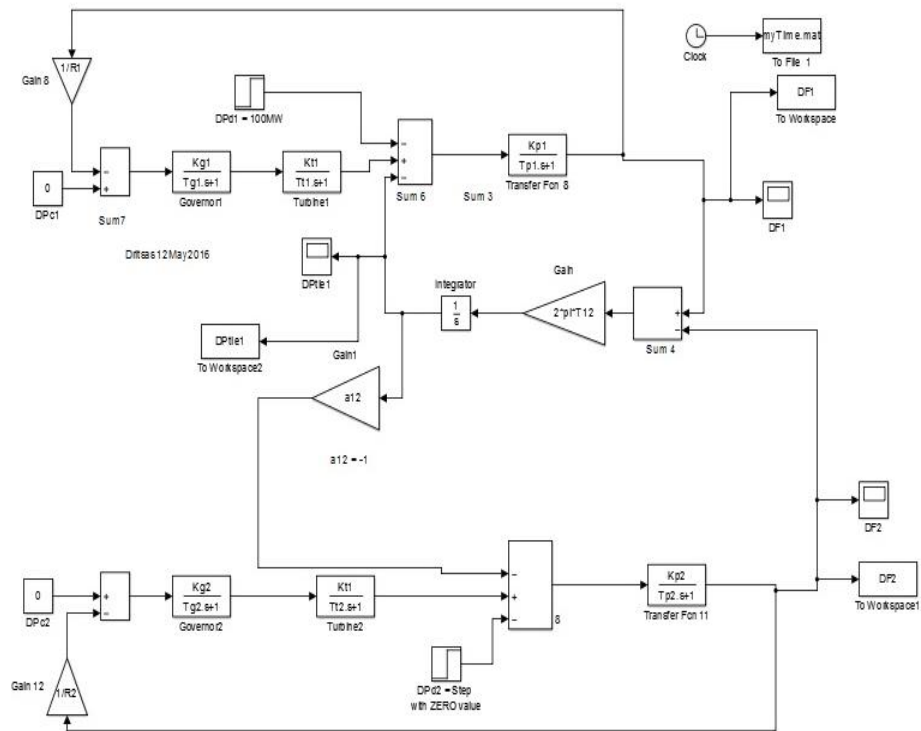 1/R1
Gain 8
DPd1 = 100MW
0
DPc1
−
+
Sum7
Kg1
Tg1.s+1
Governor1
Kt1
Tt1.s+1
Turbine1
−
+
−
Sum 6
Sum 3
Kp1
Tp1.s+1
Transfer Fcn 8
Clock
myTime.mat
To File 1
DF1
To Workspace
DF1
Dritsas 12May2016
DPtie1
Integrator
1
s
Gain
2*pi*T12
+
−
Sum 4
DPtie1
To Workspace2
Gain1
a12
a12 = -1
DF2
0
DPc2
+
−
Kg2
Tg2.s+1
Governor2
Kt1
Tt2.s+1
Turbine2
−
+
−
8
Kp2
Tp2.s+1
Transfer Fcn 11
DF2
To Workspace1
Gain 12
1/R2
DPd2 = Step
with ZERO value